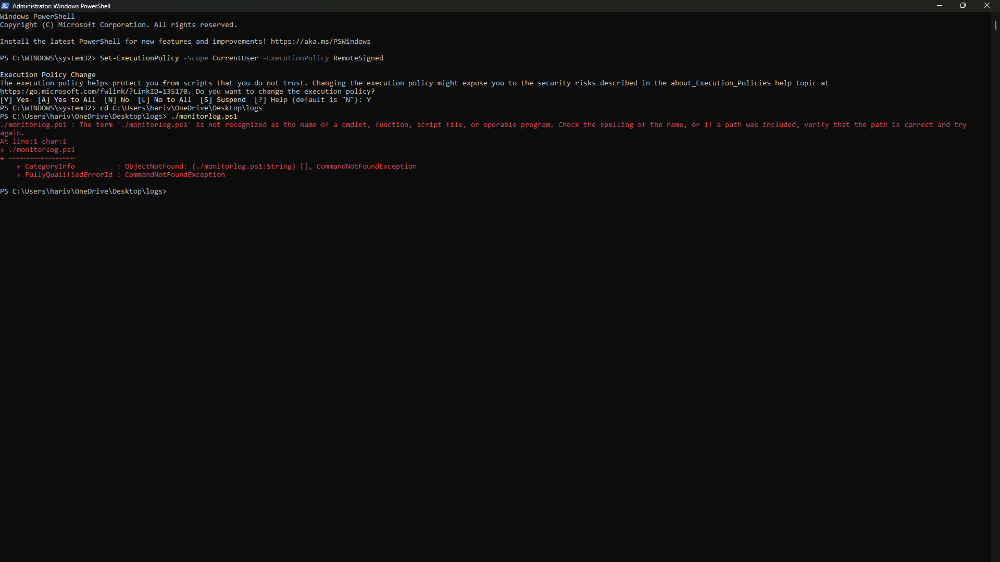 Administrator: Windows PowerShell
Windows PowerShell
Copyright (C) Microsoft Corporation. All rights reserved.
Install the latest PowerShell for new features and improvements! https://aka.ms/PSWindows
PS C:\WINDOWS\system32> Set-ExecutionPolicy -Scope CurrentUser -ExecutionPolicy RemoteSigned
Execution Policy Change
The execution policy helps protect you from scripts that you do not trust. Changing the execution policy might expose you to the security risks described in the about_Execution_Policies help topic at
https:/go.microsoft.com/fwlink/?LinkID=135170. Do you want to change the execution policy?
[Y] Yes  [A] Yes to All  [N] No  [L] No to All  [S] Suspend  [?] Help (default is "N"): Y
PS C:\WINDOWS\system32> cd C:\Users\hariv\OneDrive\Desktop\logs
PS C:\Users\hariv\OneDrive\Desktop\logs> ./monitorlog.ps1
./monitorlog.ps1 : The term './monitorlog.ps1' is not recognized as the name of a cmdlet, function, script file, or operable program. Check the spelling of the name, or if a path was included, verify that the path is correct and try
again.
At line:1 char:1
+ ./monitorlog.ps1
+ ~~~~~~~~~~~~~~~~
    + CategoryInfo          : ObjectNotFound: (./monitorlog.ps1:String) [], CommandNotFoundException
    + FullyQualifiedErrorId : CommandNotFoundException
PS C:\Users\hariv\OneDrive\Desktop\logs>